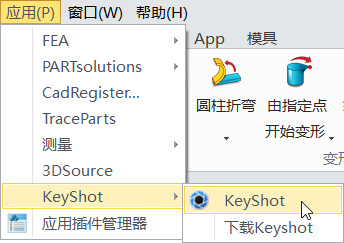 应用(P) 窗口(W) 帮助(H)
FEA
PARTsolutions
CadRegister...
TraceParts
测量
3DSource
KeyShot
应用插件管理器
App 模具
圆柱折弯 由指定点
开始变形
变形
KeyShot
下载Keyshot